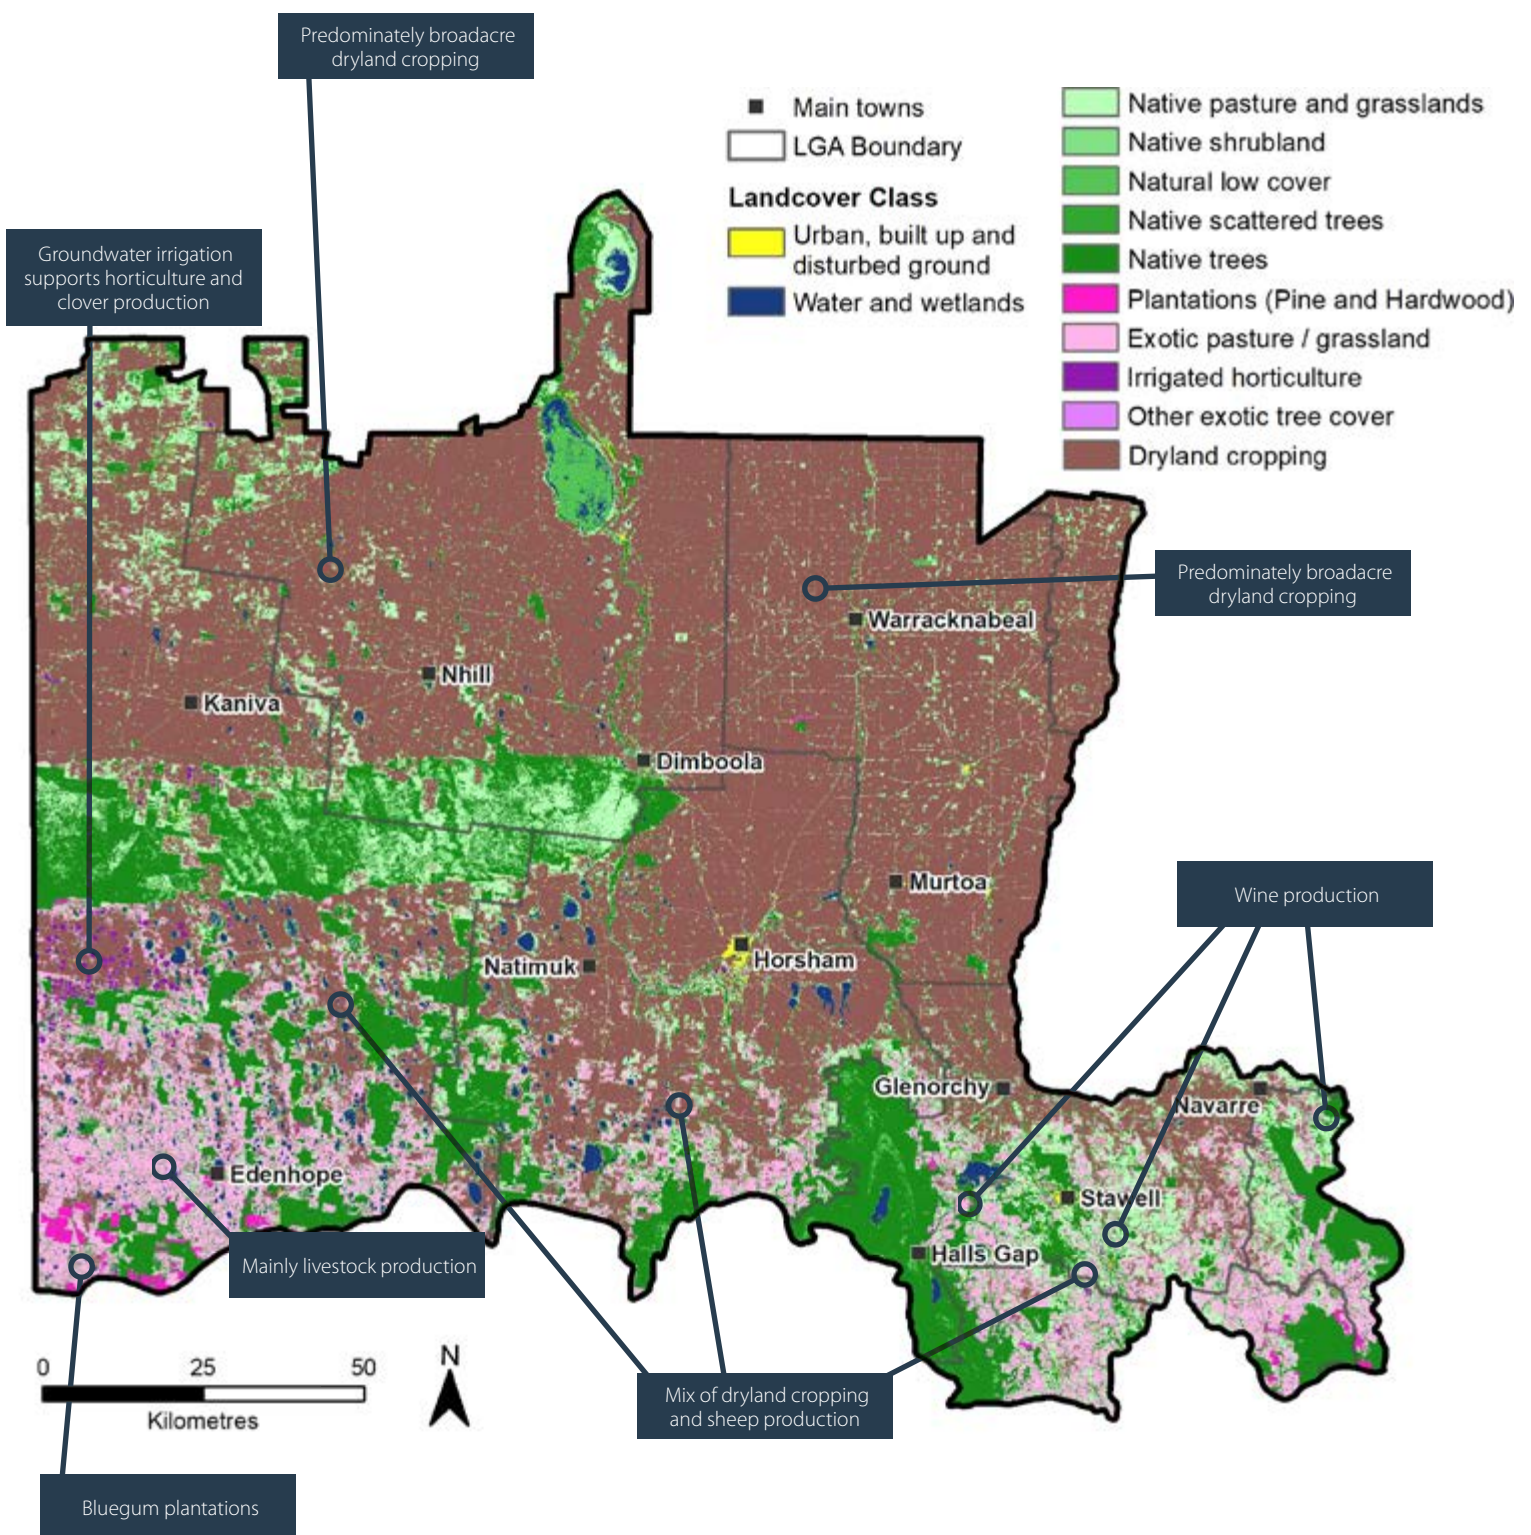 Predominately broadacre
dryland cropping
Main towns
LGA Boundary
Landcover Class
Urban, built up and
disturbed ground
Water and wetlands
Native pasture and grasslands
Native shrubland
Natural low cover
Native scattered trees
Native trees
Plantations (Pine and Hardwood)
Exotic pasture / grassland
Irrigated horticulture
Other exotic tree cover
Dryland cropping
Groundwater irrigation
supports horticulture and
clover production
Predominately broadacre
dryland cropping
Warracknabeal
Nhill
Kaniva
Dimboola
Murtoa
Wine production
Horsham
Natimuk
Glenorchy
Navarre
Edenhope
Stawell
Halls Gap
Mainly livestock production
0 25 50
Kilometres
N
Mix of dryland cropping
and sheep production
Bluegum plantations